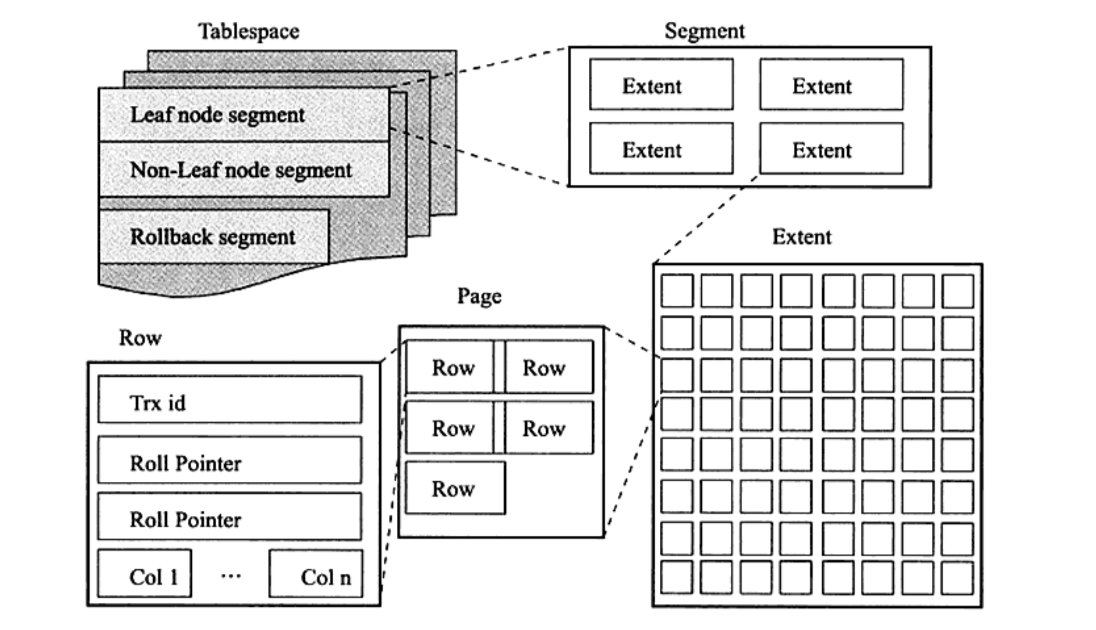 Tablespace
Leaf node segment
Non-Leaf node segment
Rollback segment
Segment
Extent Extent
Extent Extent
Extent
Page
Row Row
Row Row
Row
Row
Trx id
Roll Pointer
Roll Pointer
Col 1 ... Col n